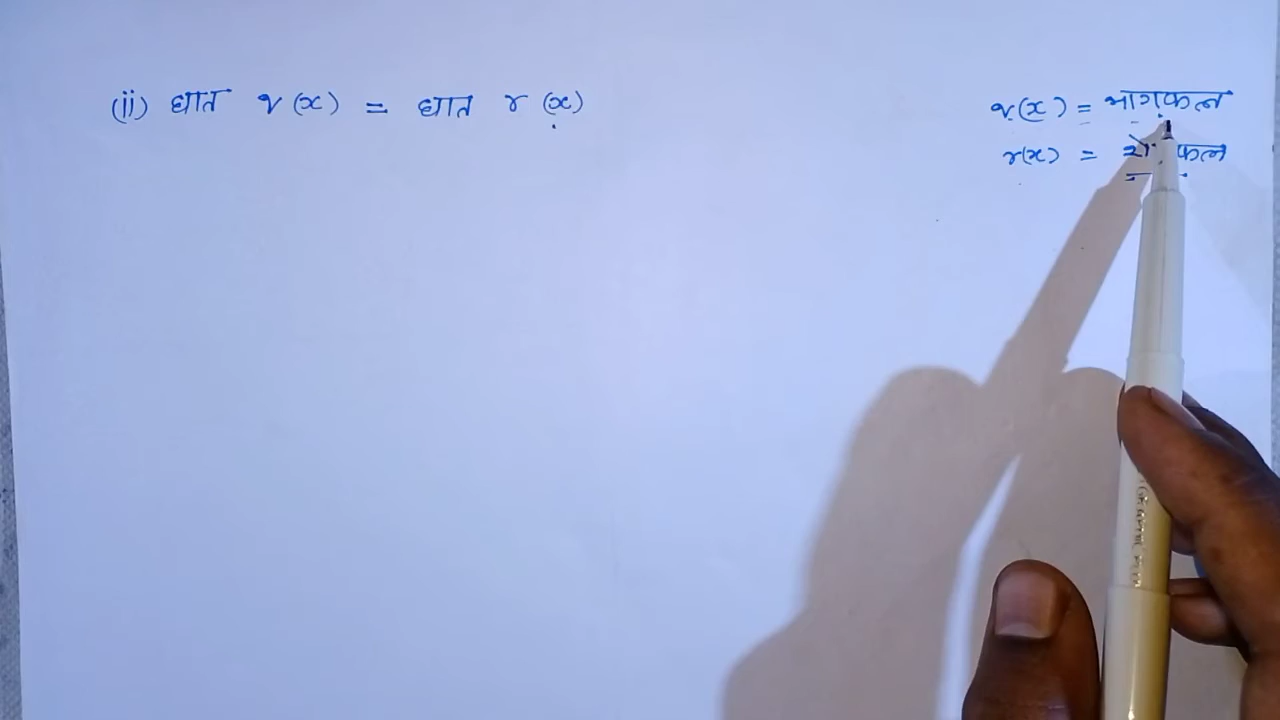 (ii) घात q(x) = घात r(x)
q(x) = भागफल
r(x) = फल